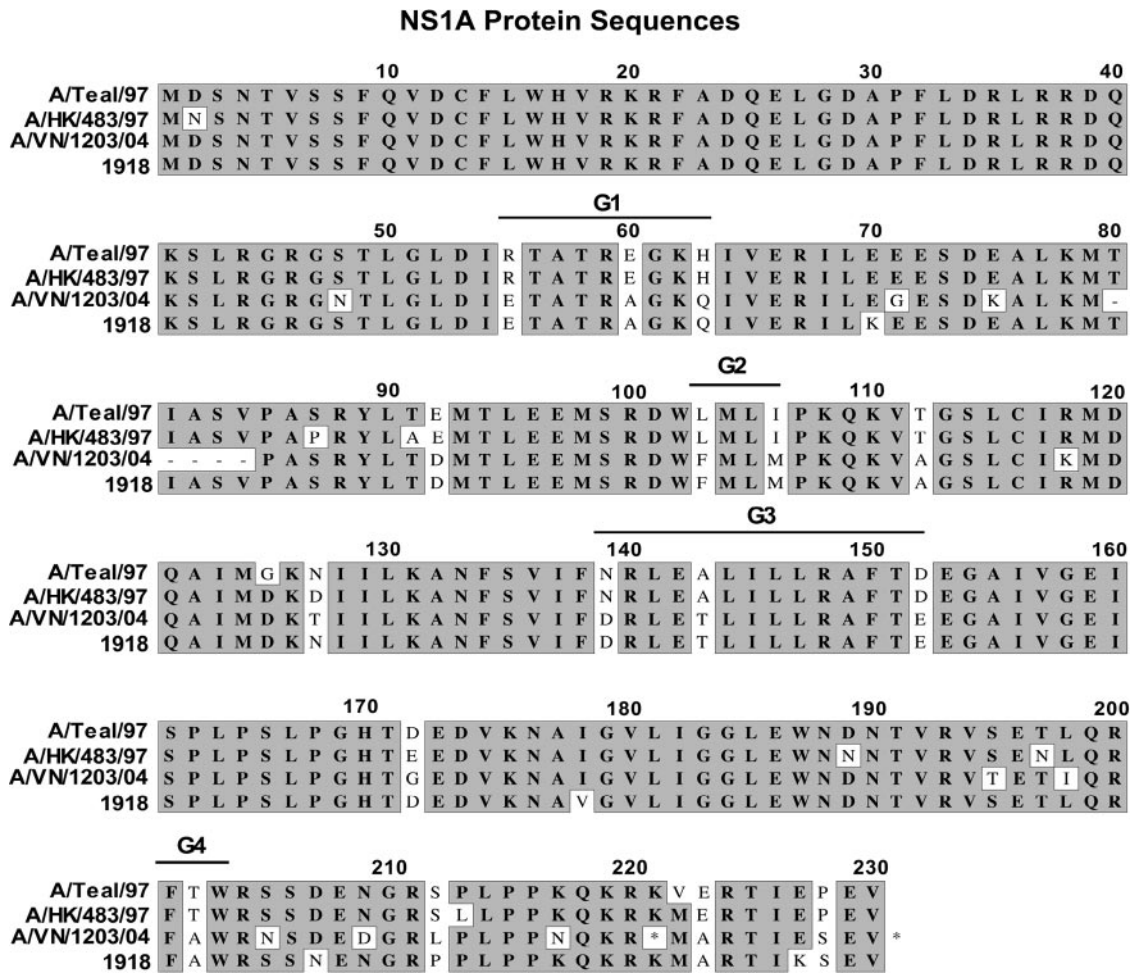 NS1A Protein Sequences
10 20 30 40
A/Teal/97 M D S N T V S S F Q V D C F L W H V R K R F A D Q E L G D A P F L D R L R R D Q
A/HK/483/97 M N S N T V S S F Q V D C F L W H V R K R F A D Q E L G D A P F L D R L R R D Q
A/VN/1203/04 M D S N T V S S F Q V D C F L W H V R K R F A D Q E L G D A P F L D R L R R D Q
1918 M D S N T V S S F Q V D C F L W H V R K R F A D Q E L G D A P F L D R L R R D Q
G1
50 60 70 80
A/Teal/97 K S L R G R G S T L G L D I R T A T R E G K H I V E R I L E E E S D E A L K M T
A/HK/483/97 K S L R G R G S T L G L D I R T A T R E G K H I V E R I L E E E S D E A L K M T
A/VN/1203/04 K S L R G R G N T L G L D I E T A T R A G K Q I V E R I L E G E S D K A L K M -
1918 K S L R G R G S T L G L D I E T A T R A G K Q I V E R I L K E E S D E A L K M T
G2
90 100 110 120
A/Teal/97 I A S V P A S R Y L T E M T L E E M S R D W L M L I P K Q K V T G S L C I R M D
A/HK/483/97 I A S V P A P R Y L A E M T L E E M S R D W L M L I P K Q K V T G S L C I R M D
A/VN/1203/04 - - - - P A S R Y L T D M T L E E M S R D W F M L M P K Q K V A G S L C I K M D
1918 I A S V P A S R Y L T D M T L E E M S R D W F M L M P K Q K V A G S L C I R M D
G3
130 140 150 160
A/Teal/97 Q A I M G K N I I L K A N F S V I F N R L E A L I L L R A F T D E G A I V G E I
A/HK/483/97 Q A I M D K D I I L K A N F S V I F N R L E A L I L L R A F T D E G A I V G E I
A/VN/1203/04 Q A I M D K T I I L K A N F S V I F D R L E T L I L L R A F T E E G A I V G E I
1918 Q A I M D K N I I L K A N F S V I F D R L E T L I L L R A F T E E G A I V G E I
170 180 190 200
A/Teal/97 S P L P S L P G H T D E D V K N A I G V L I G G L E W N D N T V R V S E T L Q R
A/HK/483/97 S P L P S L P G H T E E D V K N A I G V L I G G L E W N N N T V R V S E N L Q R
A/VN/1203/04 S P L P S L P G H T G E D V K N A I G V L I G G L E W N D N T V R V T E T I Q R
1918 S P L P S L P G H T D E D V K N A V G V L I G G L E W N D N T V R V S E T L Q R
G4
210 220 230
A/Teal/97 F T W R S S D E N G R S P L P P K Q K R K V E R T I E P E V
A/HK/483/97 F T W R S S D E N G R S L L P P K Q K R K M E R T I E P E V
A/VN/1203/04 F A W R N S D E D G R L P L P P N Q K R * M A R T I E S E V *
1918 F A W R S S N E N G R P P L P P K Q K R K M A R T I K S E V